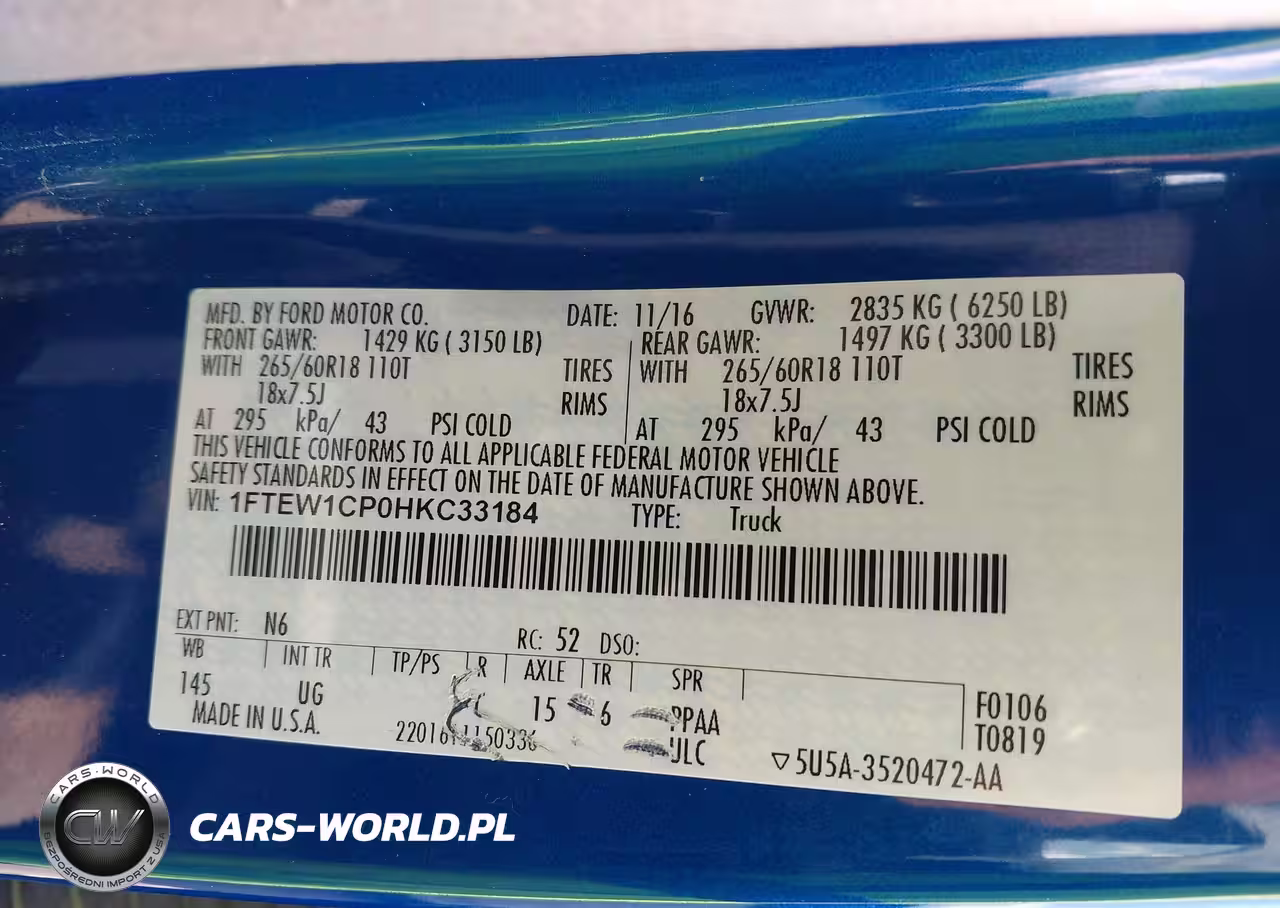 MFD. BY FORD MOTOR CO. DATE: 11/16 GVWR: 2835 KG ( 6250 LB)
FRONT GAWR: 1429 KG ( 3150 LB) REAR GAWR: 1497 KG ( 3300 LB)
WITH 265/60R18 110T TIRES WITH 265/60R18 110T TIRES
18x7.5J RIMS 18x7.5J RIMS
AT 295 kPa/ 43 PSI COLD AT 295 kPa/ 43 PSI COLD
THIS VEHICLE CONFORMS TO ALL APPLICABLE FEDERAL MOTOR VEHICLE
SAFETY STANDARDS IN EFFECT ON THE DATE OF MANUFACTURE SHOWN ABOVE.
VIN: 1FTEW1CP0HKC33184 TYPE: Truck
EXT PNT: N6 RC: 52 DSO:
WB INT TR TP/PS R AXLE TR SPR
145 UG 15 6 PPAA F0106
MADE IN U.S.A. ULC T0819
▽5U5A-3520472-AA
CARS-WORLD
CW
BEZPOŚREDNI IMPORT Z USA
CARS-WORLD.PL